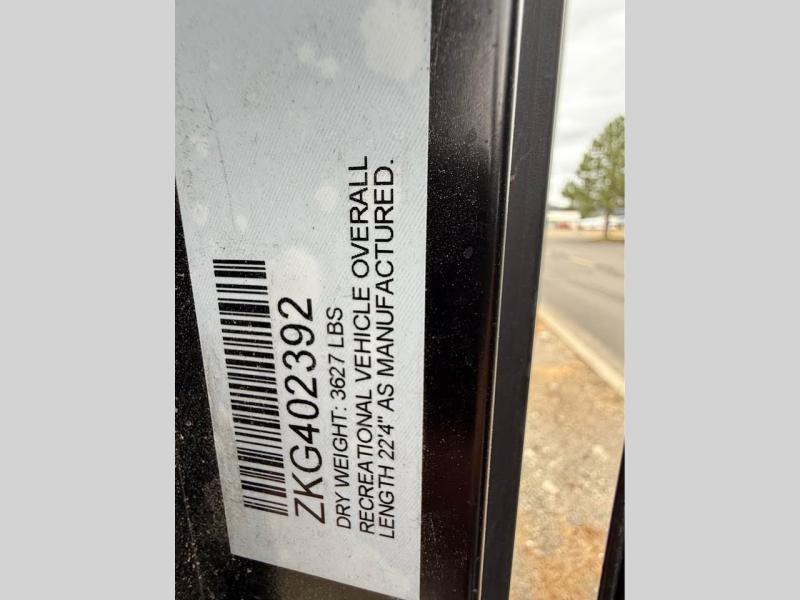 ZKG402392
DRY WEIGHT: 3627 LBS
RECREATIONAL VEHICLE OVERALL
LENGTH 22'4" AS MANUFACTURED.